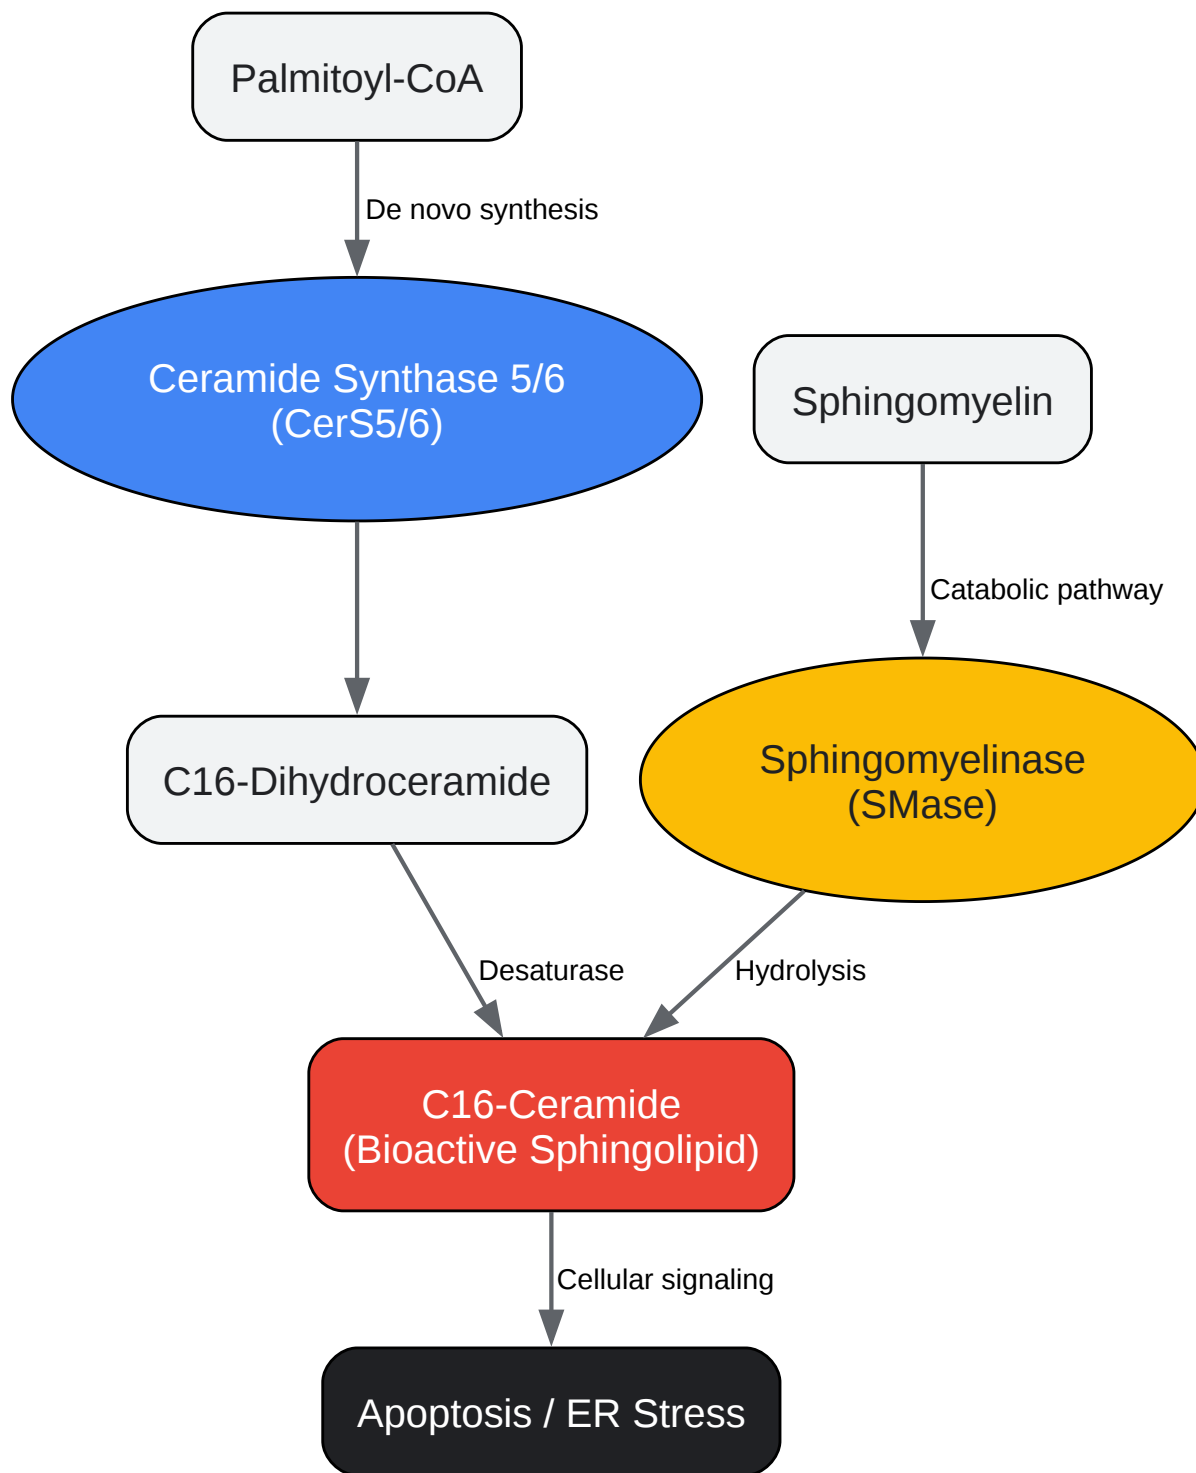 Palmitoyl-CoA
De novo synthesis
Ceramide Synthase 5/6
(CerS5/6)
Sphingomyelin
Catabolic pathway
C16-Dihydroceramide
Sphingomyelinase
(SMase)
Desaturase
Hydrolysis
C16-Ceramide
(Bioactive Sphingolipid)
Cellular signaling
Apoptosis / ER Stress